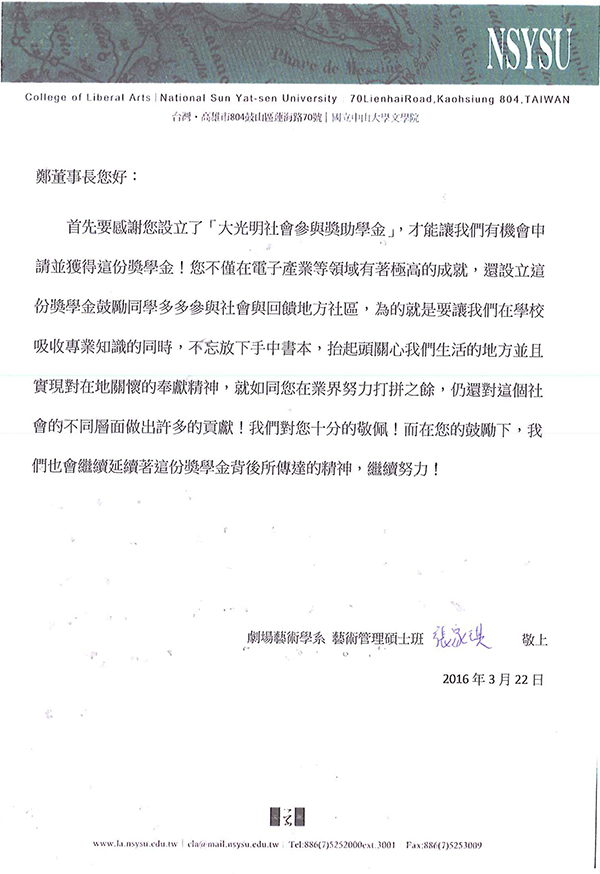 NSYSU
College of Liberal Arts | National Sun Yat-sen University 70LienhaiRoad,Kaohsiung 804,TAIWAN
台灣・高雄市804鼓山區蓮海路70號 | 國立中山大學文學院
鄭董事長您好：
首先要感謝您設立了「大光明社會參與獎助學金」，才能讓我們有機會申
請並獲得這份獎學金！您不僅在電子產業等領域有著極高的成就，還設立這
份獎學金鼓勵同學多多參與社會與回饋地方社區，為的就是要讓我們在學校
吸收專業知識的同時，不忘放下手中書本，抬起頭關心我們生活的地方並且
實現對在地關懷的奉獻精神，就如同您在業界努力打拼之餘，仍還對這個社
會的不同層面做出許多的貢獻！我們對您十分的敬佩！而在您的鼓勵下，我
們也會繼續延續著這份獎學金背後所傳達的精神，繼續努力！
劇場藝術學系 藝術管理碩士班 張家 敬上
2016 年 3 月 22 日
www.la.nsysu.edu.tw | cla@mail.nsysu.edu.tw | Tel:886(7)5252000ext.3001 Fax:886(7)5253009